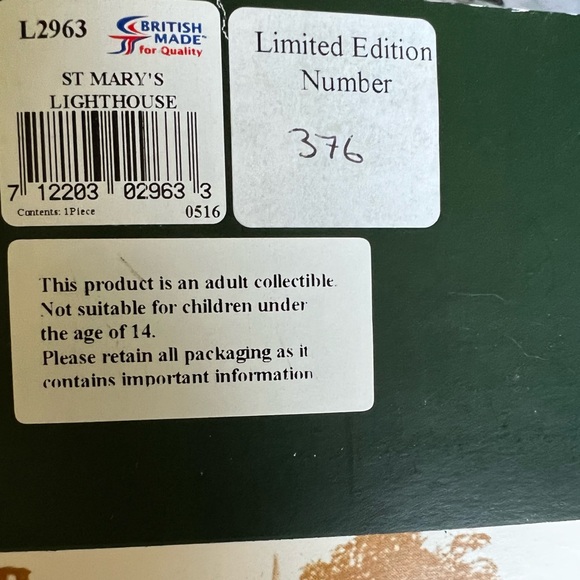 L2963
BRITISH
MADE™
for Quality
ST MARY'S
LIGHTHOUSE
7 12203 02963 3
Contents: 1Piece
0516
Limited Edition
Number
376
This product is an adult collectible.
Not suitable for children under
the age of 14.
Please retain all packaging as it
contains important information